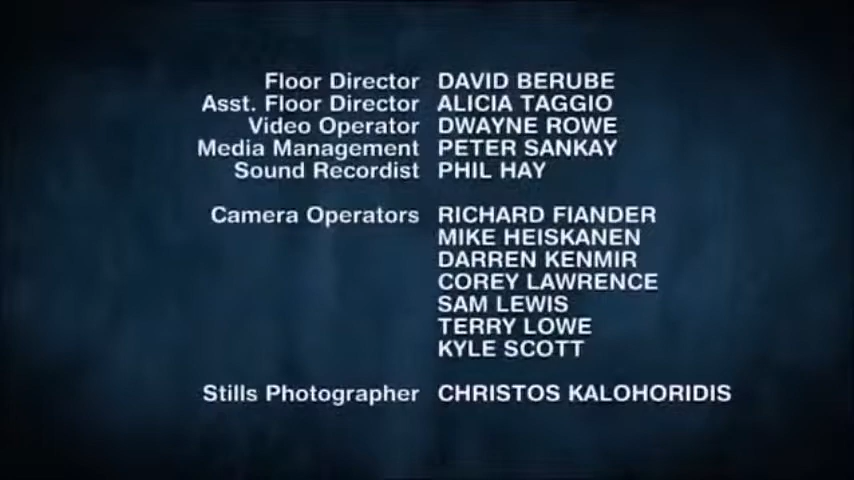 Floor Director DAVID BERUBE
Asst. Floor Director ALICIA TAGGIO
Video Operator DWAYNE ROWE
Media Management PETER SANKAY
Sound Recordist PHIL HAY
Camera Operators RICHARD FIANDER
MIKE HEISKANEN
DARREN KENMIR
COREY LAWRENCE
SAM LEWIS
TERRY LOWE
KYLE SCOTT
Stills Photographer CHRISTOS KALOHORIDIS